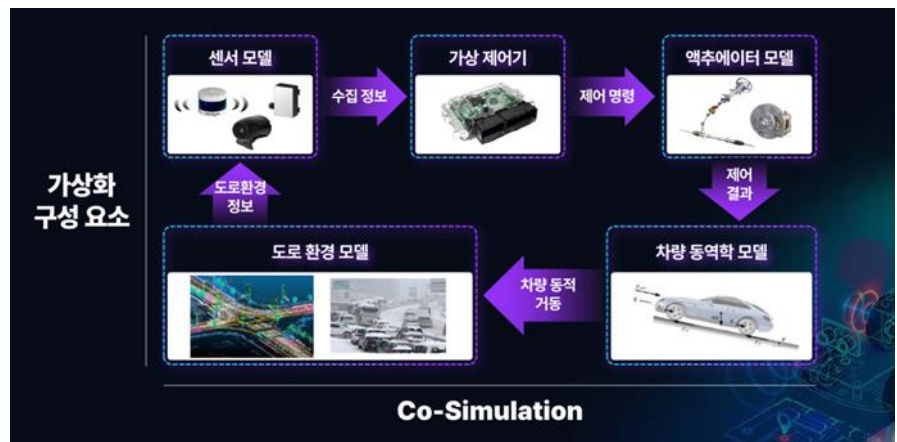 센서 모델
수집 정보
가상 제어기
제어 명령
액추에이터 모델
제어
결과
차량 동역학 모델
차량 동적
거동
도로 환경 모델
도로환경
정보
가상화
구성 요소
Co-Simulation